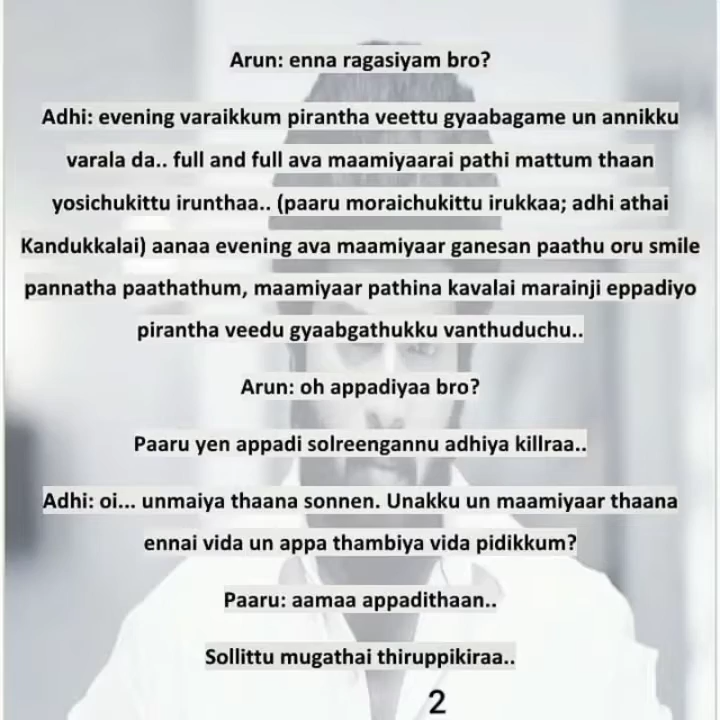 Arun: enna ragasiyam bro?
Adhi: evening varaikkum pirantha veettu gyaabagame un annikku
varala da.. full and full ava maamiyaarai pathi mattum thaan
yosichukittu irunthaa.. (paaru moraichukittu irukkaa; adhi athai
Kandukkalai) aanaa evening ava maamiyaar ganesan paathu oru smile
pannatha paathathum, maamiyaar pathina kavalai marainji eppadiyo
pirantha veedu gyaabgathukku vanthuduchu..
Arun: oh appadiyaa bro?
Paaru yen appadi solreengannu adhiya killraa..
Adhi: oi... unmaiya thaana sonnen. Unakku un maamiyaar thaana
ennai vida un appa thambiya vida pidikkum?
Paaru: aamaa appadithaan..
Sollittu mugathai thiruppikiraa..
2